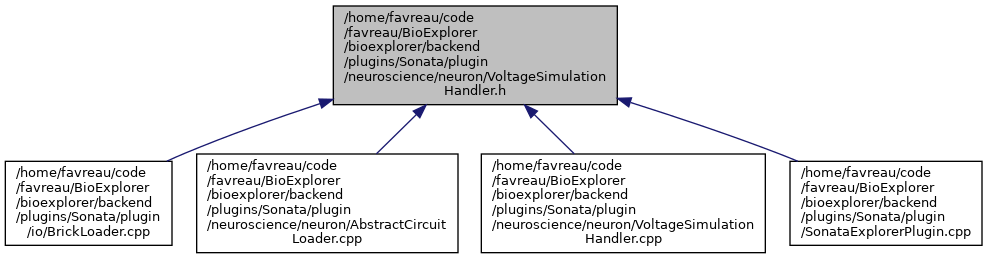 /home/favreau/code
/favreau/BioExplorer
/bioexplorer/backend
/plugins/Sonata/plugin
/neuroscience/neuron/VoltageSimulation
Handler.h
/home/favreau/code
/favreau/BioExplorer
/bioexplorer/backend
/plugins/Sonata/plugin
/io/BrickLoader.cpp
/home/favreau/code
/favreau/BioExplorer
/bioexplorer/backend
/plugins/Sonata/plugin
/neuroscience/neuron/AbstractCircuit
Loader.cpp
/home/favreau/code
/favreau/BioExplorer
/bioexplorer/backend
/plugins/Sonata/plugin
/neuroscience/neuron/VoltageSimulation
Handler.cpp
/home/favreau/code
/favreau/BioExplorer
/bioexplorer/backend
/plugins/Sonata/plugin
/SonataExplorerPlugin.cpp